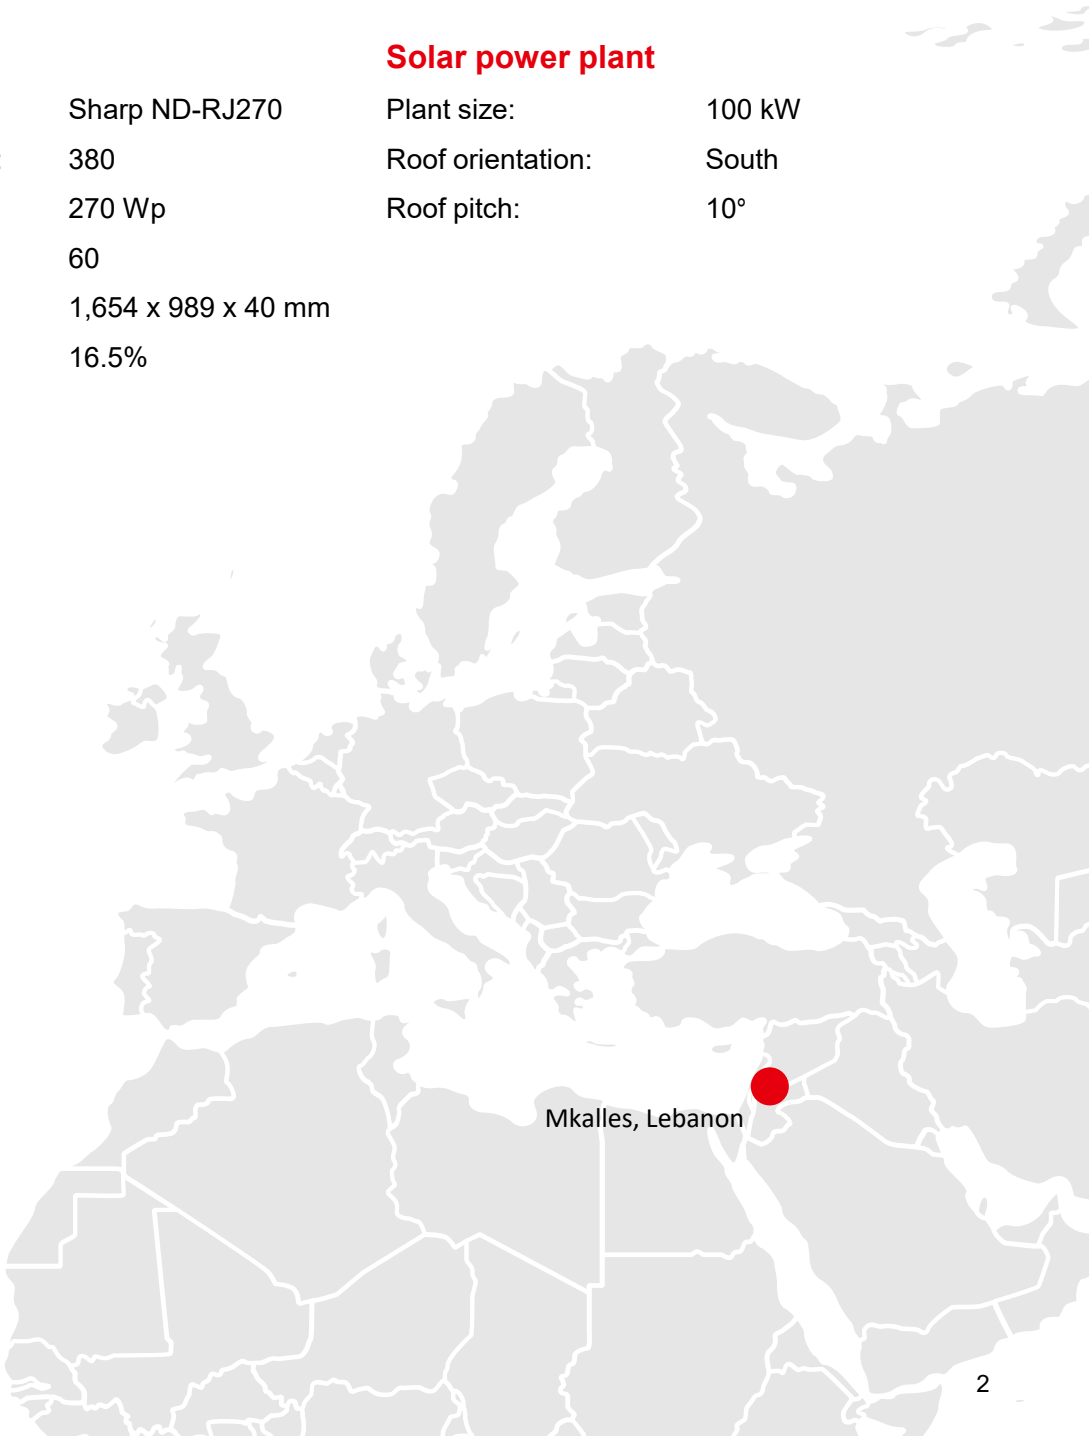 Solar power plant
Sharp ND-RJ270 Plant size: 100 kW
: 380 Roof orientation: South
270 Wp Roof pitch: 10°
60
1,654 x 989 x 40 mm
16.5%
Mkalles, Lebanon
2